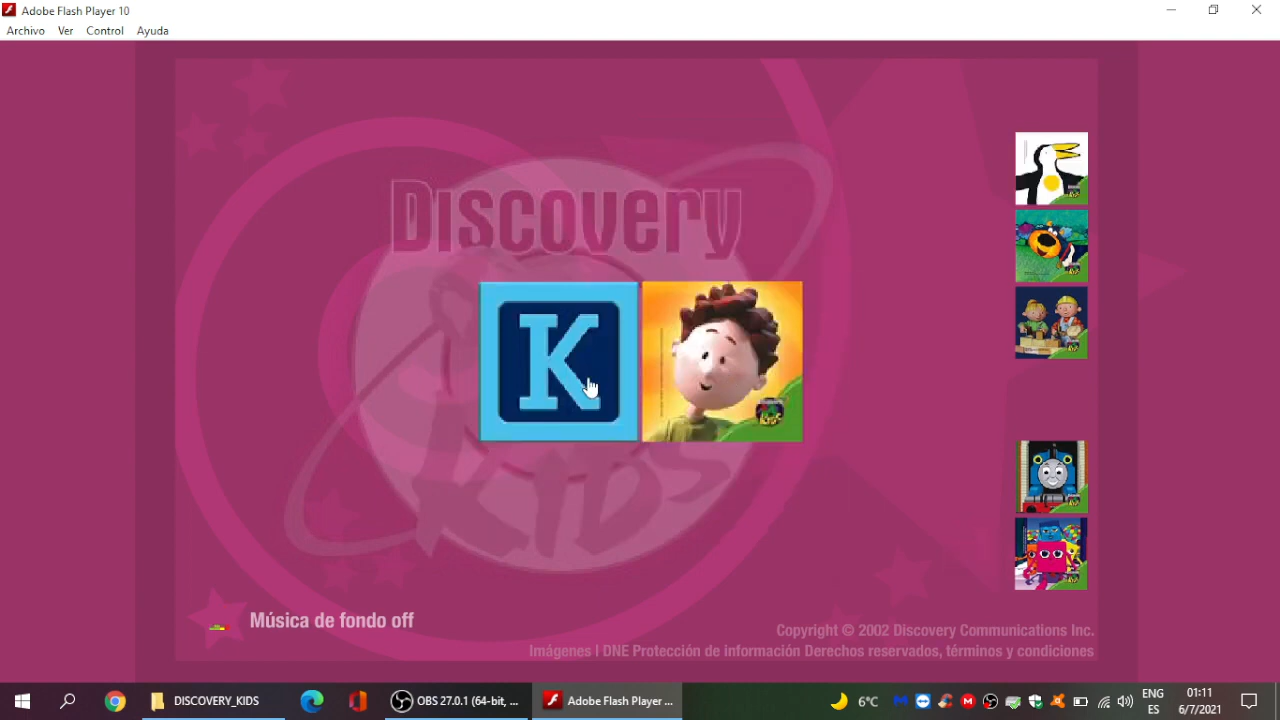 Adobe Flash Player 10
Archivo Ver Control Ayuda
Discovery
KIDS
K
Música de fondo off
Copyright © 2002 Discovery Communications Inc.
Imágenes | DNE Protección de información Derechos reservados, términos y condiciones
DISCOVERY_KIDS
OBS 27.0.1 (64-bit, ...
Adobe Flash Player ...
6°C
ENG
ES
01:11
6/7/2021